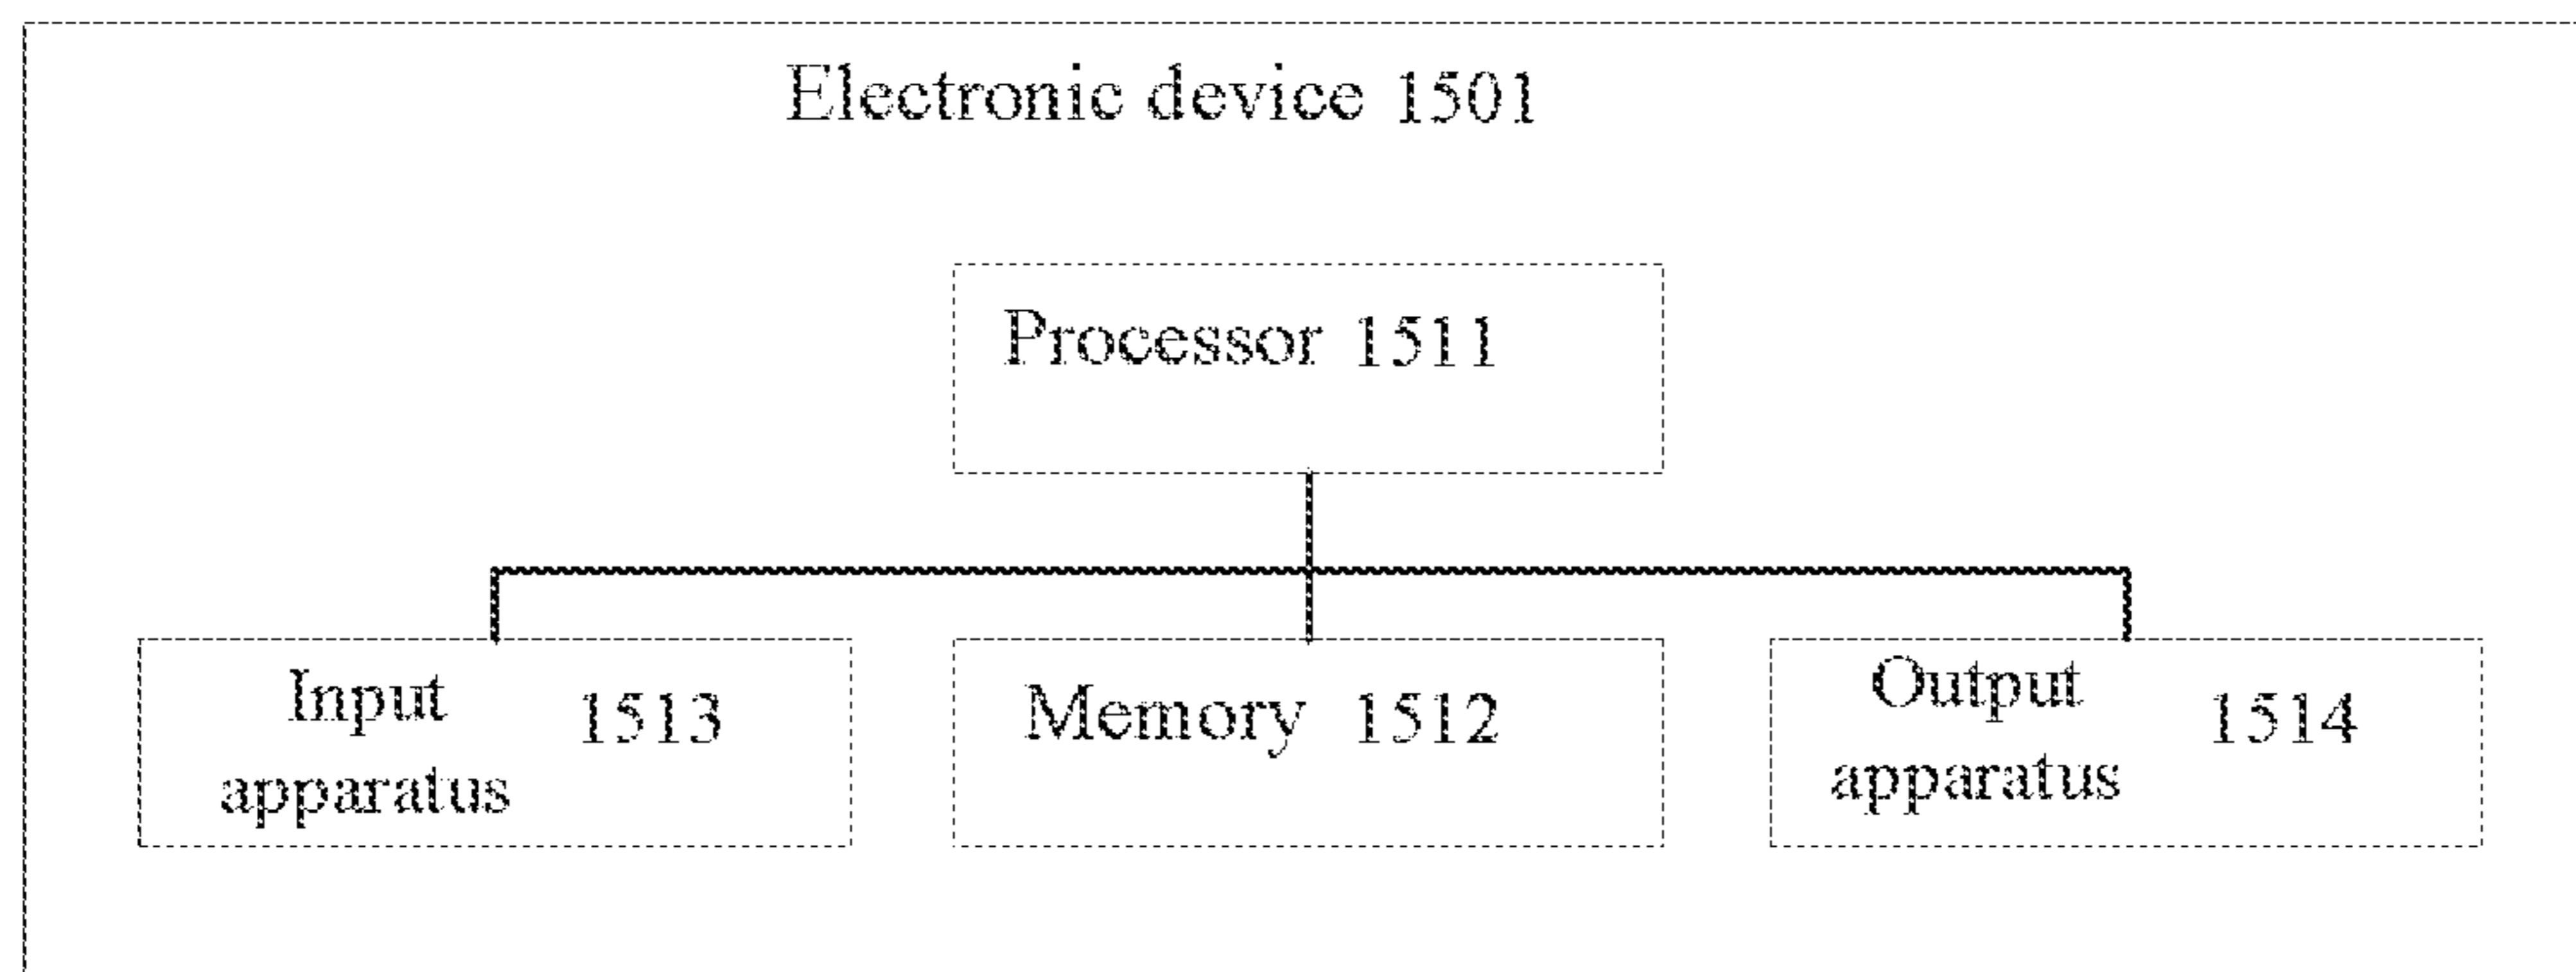 Electronic device 1501
Processor 1511
Input
apparatus 1513
Memory 1512
Output
apparatus 1514